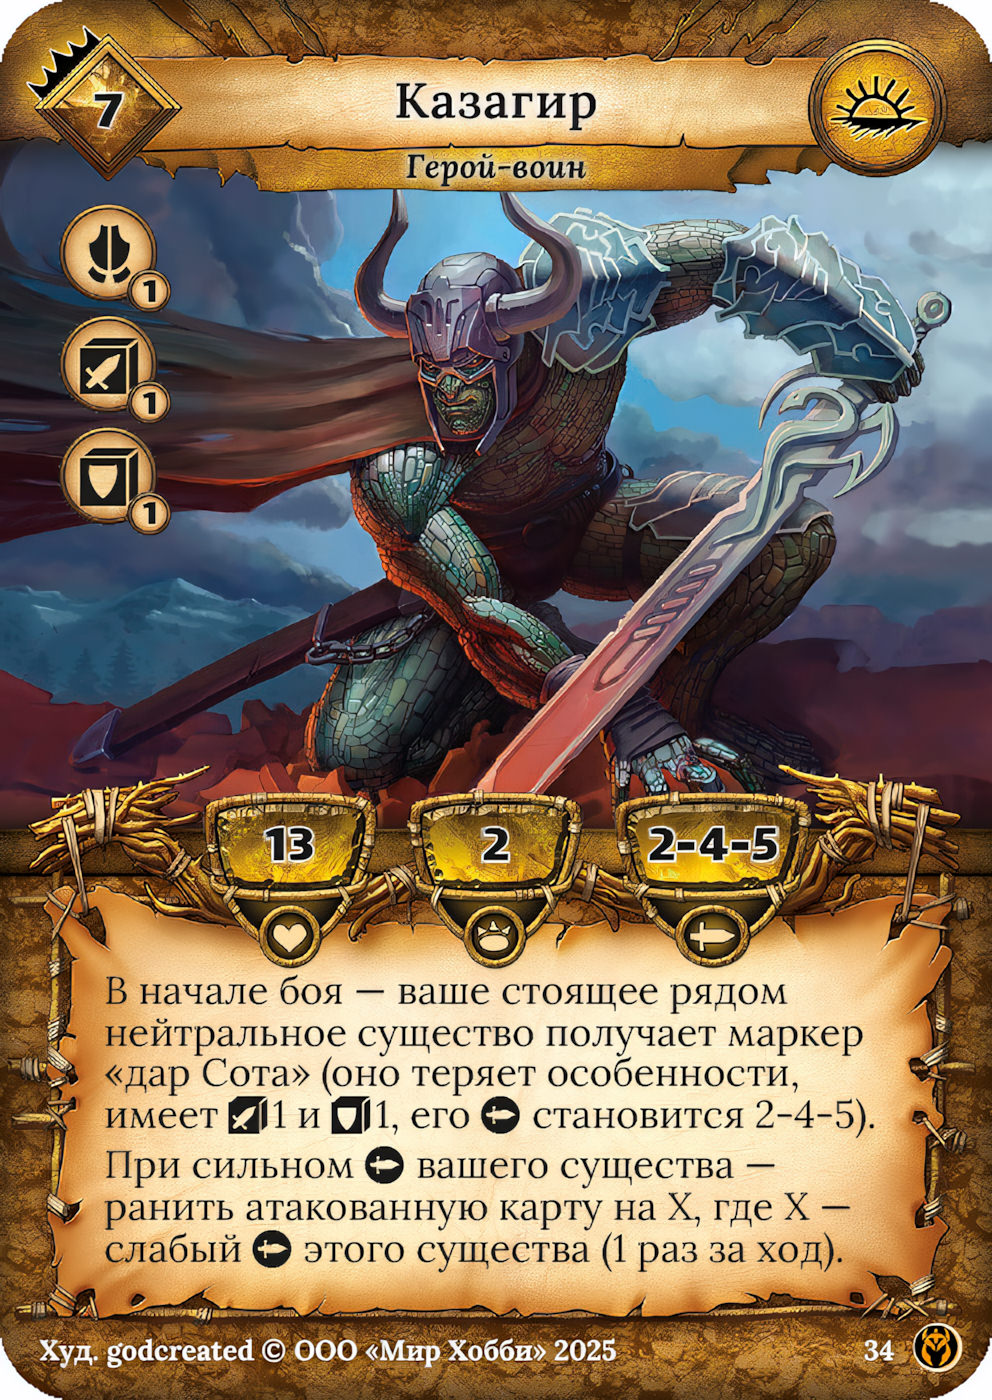 7
Казагир
Герой-воин
1
1
1
13
2
2-4-5
В начале боя — ваше стоящее рядом
нейтральное существо получает маркер
«дар Сота» (оно теряет особенности,
имеет 1 и 1, его становится 2-4-5).
При сильном вашего существа —
ранить атакованную карту на X, где X —
слабый этого существа (1 раз за ход).
Худ. godcreated © ООО «Мир Хобби» 2025
34